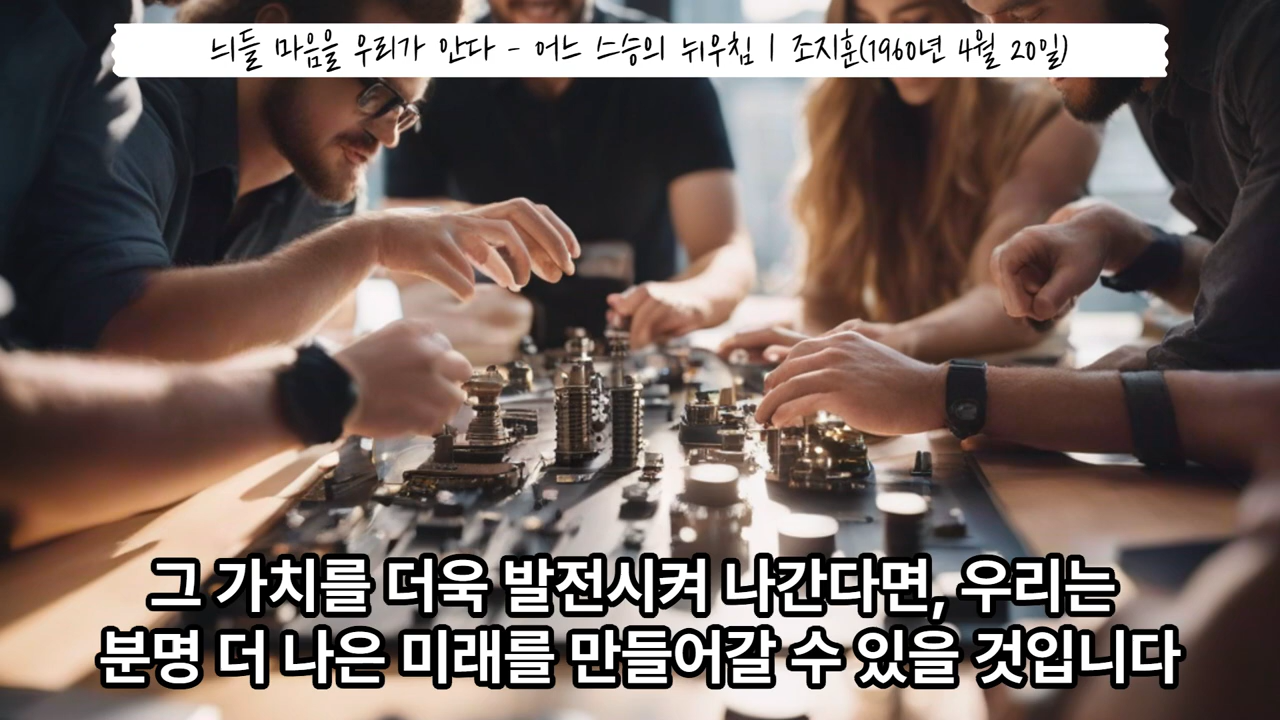 늬들 마음을 우리가 안다 - 어느 스승의 뉘우침 | 조지훈(1960년 4월 20일)
그 가치를 더욱 발전시켜 나간다면, 우리는
분명 더 나은 미래를 만들어갈 수 있을 것입니다